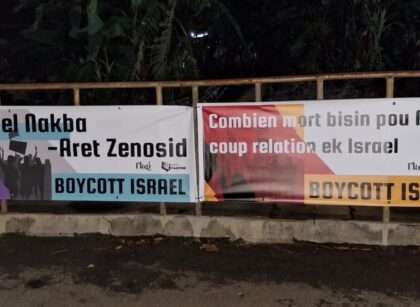 el Nakba
-Aret Zenosid
BOYCOTT ISRAEL
Combien mort bisin pou
coup relation ek Israel
BOYCOTT IS